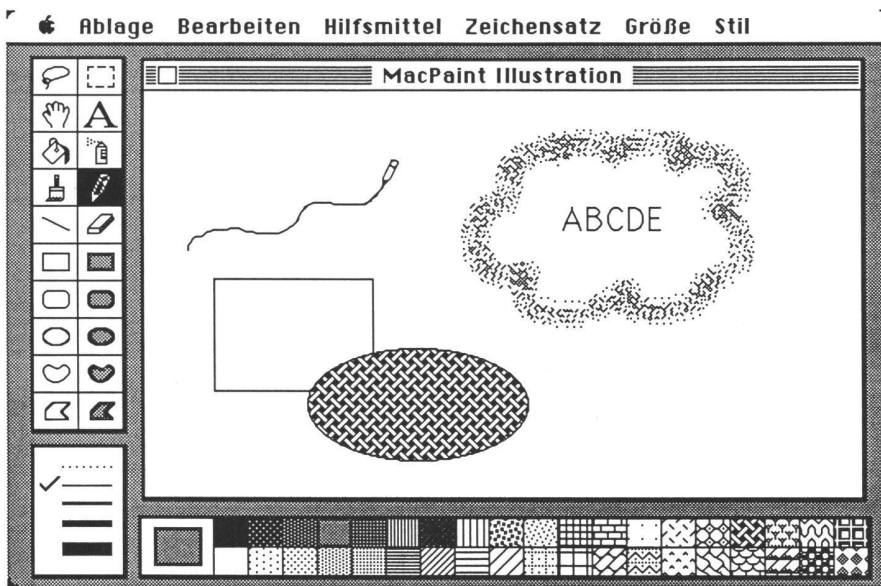 Ablage Bearbeiten Hilfsmittel Zeichensatz Größe Stil
MacPaint Illustration
A
ABCDE